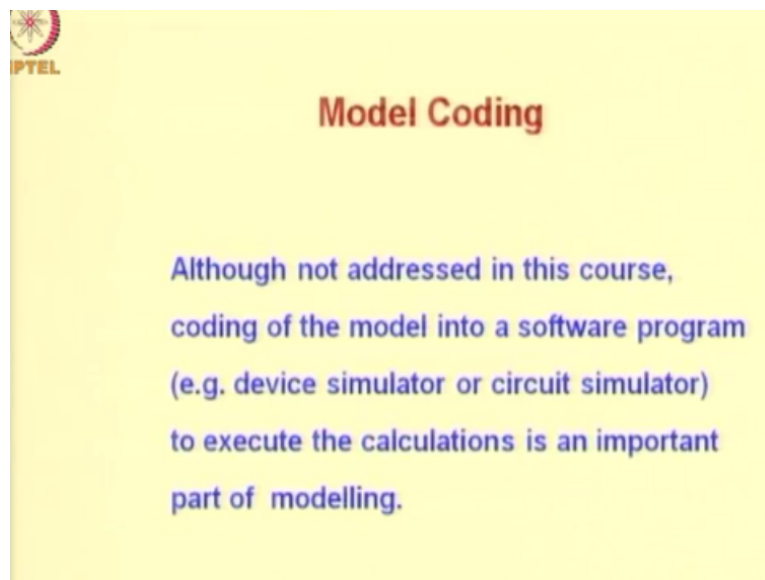 PTEL
Model Coding
Although not addressed in this course,
coding of the model into a software program
(e.g. device simulator or circuit simulator)
to execute the calculations is an important
part of modelling.